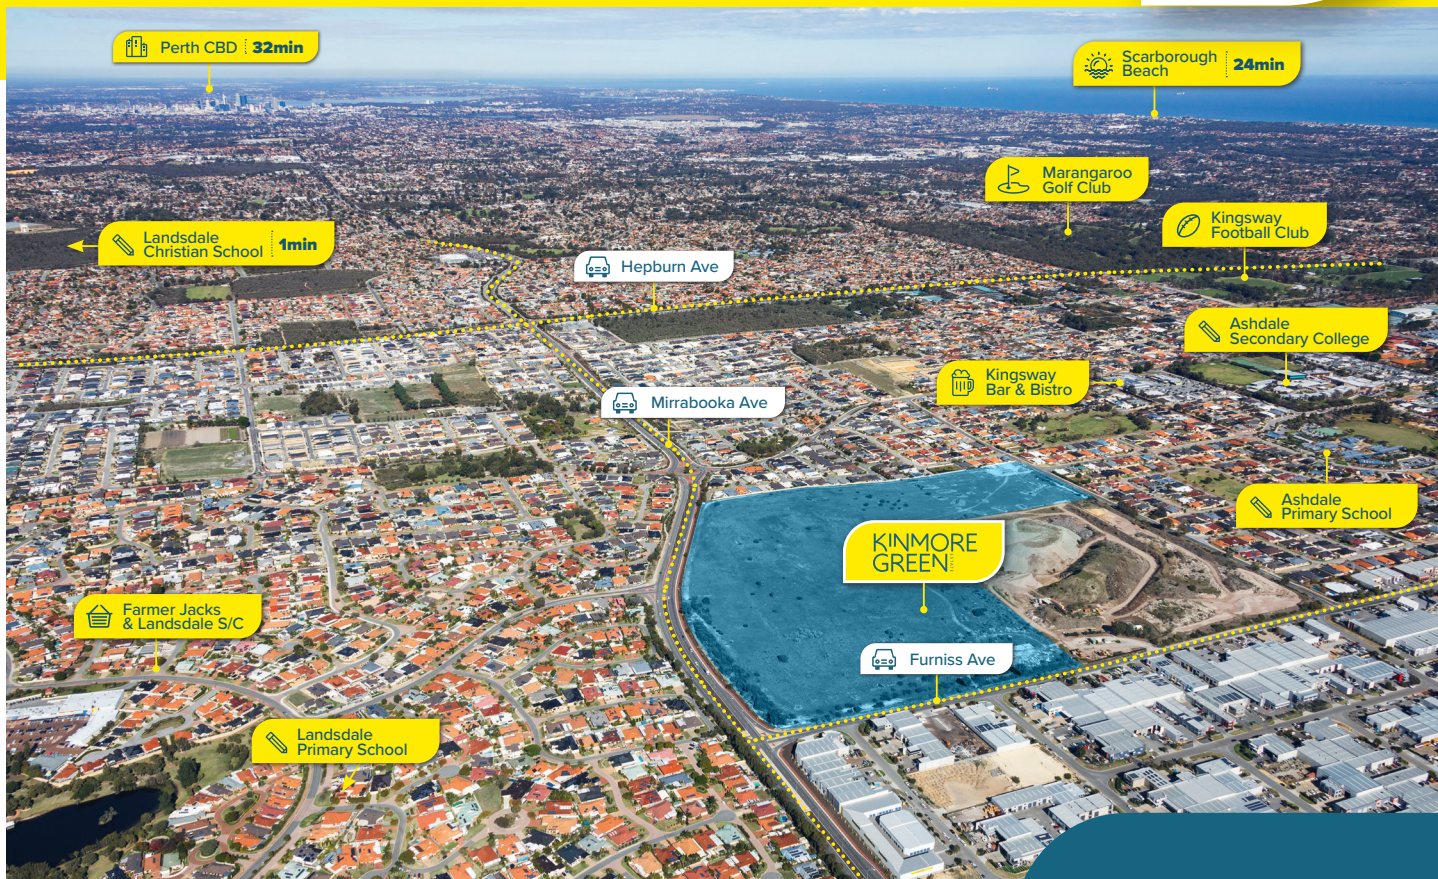 Perth CBD 32min
Scarborough
Beach 24min
Marangaroo
Golf Club
Kingsway
Football Club
Landsdale
Christian School 1min
Hepburn Ave
Ashdale
Secondary College
Kingsway
Bar & Bistro
Mirrabooka Ave
Ashdale
Primary School
KINMORE
GREEN
Farmer Jacks
& Landsdale S/C
Furniss Ave
Landsdale
Primary School